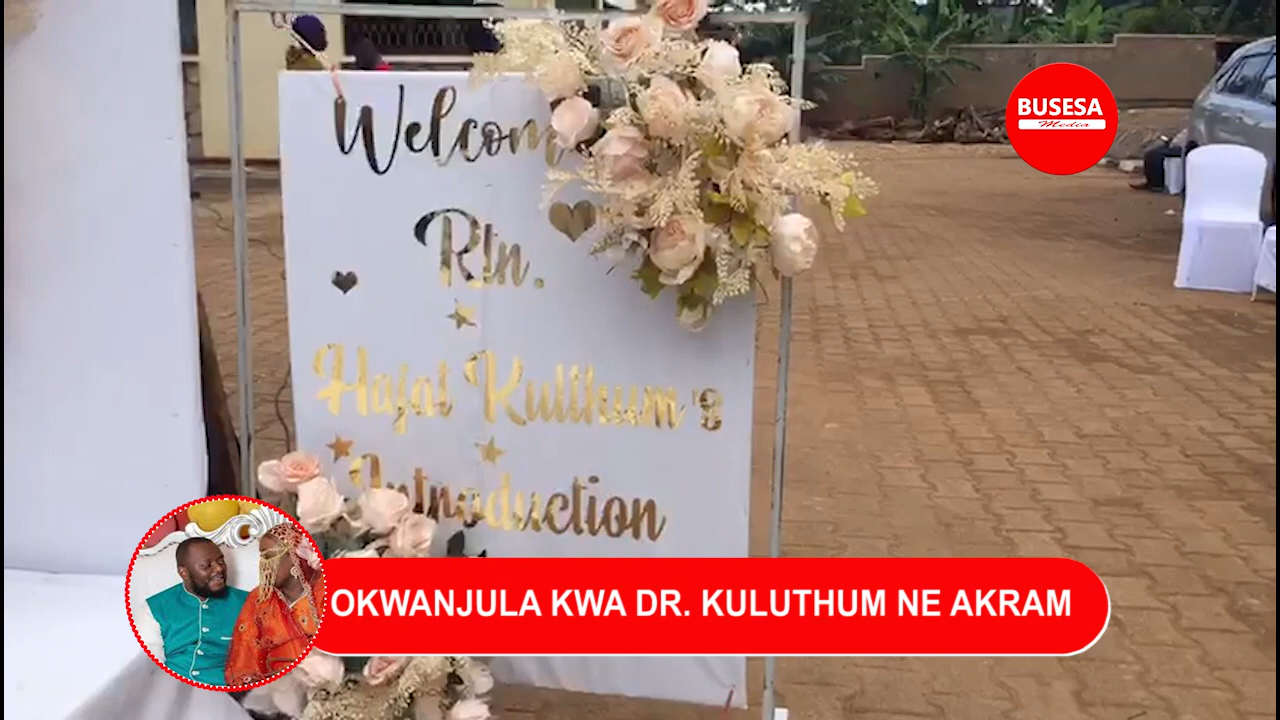 Welcom
BUSESA
Media
Rtn.
Hajat Kulthum's
Introduction
OKWANJULA KWA DR. KULUTHUM NE AKRAM